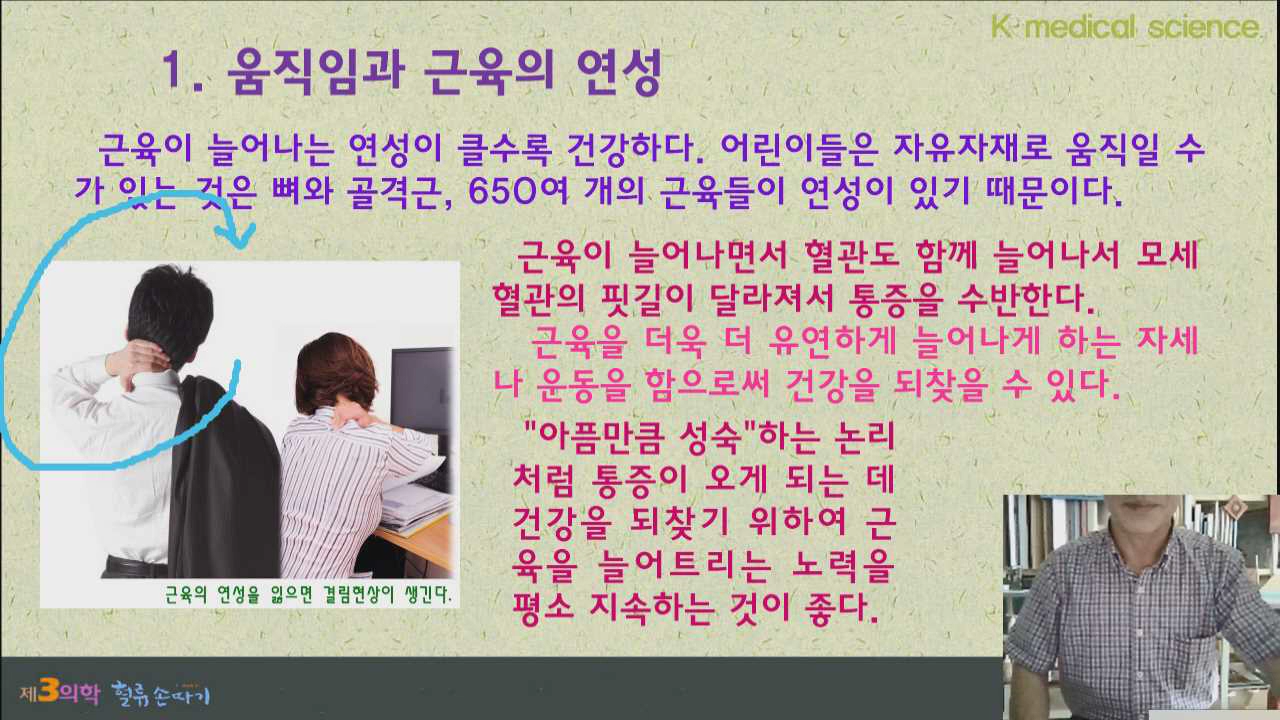 K medical science
1. 움직임과 근육의 연성
근육이 늘어나는 연성이 클수록 건강하다. 어린이들은 자유자재로 움직일 수
가 있는 것은 뼈와 골격근, 650여 개의 근육들이 연성이 있기 때문이다.
근육이 늘어나면서 혈관도 함께 늘어나서 모세
혈관의 핏길이 달라져서 통증을 수반한다.
근육을 더욱 더 유연하게 늘어나게 하는 자세
나 운동을 함으로써 건강을 되찾을 수 있다.
"아픔만큼 성숙"하는 논리
처럼 통증이 오게 되는 데
건강을 되찾기 위하여 근
육을 늘어트리는 노력을
평소 지속하는 것이 좋다.
근육의 연성을 잃으면 결림현상이 생긴다.
제3의학 혈류 손따기